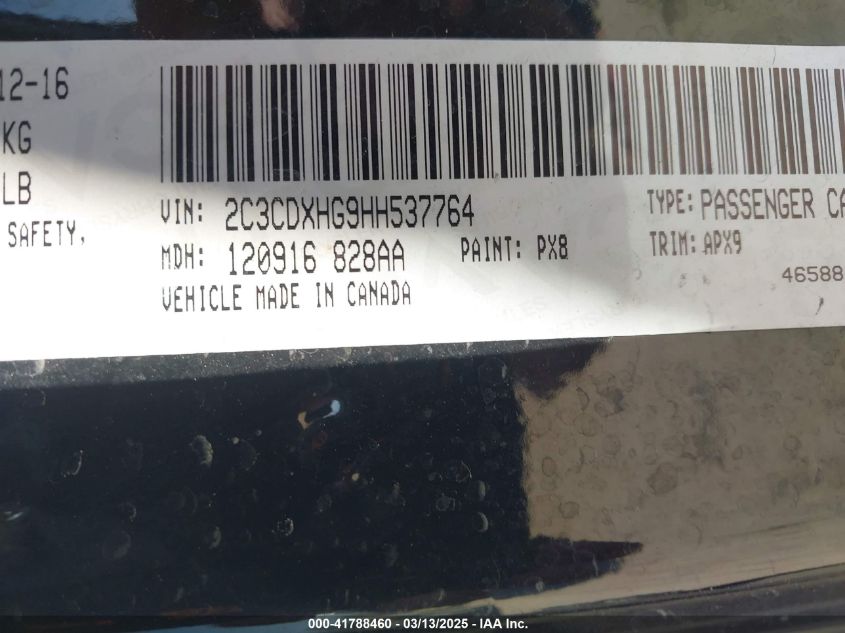 12-16
KG
LB
SAFETY,
VIN: 2C3CDXHG9HH537764
TYPE: PASSENGER CA
MDH: 120916 828AA
PAINT: PX8
TRIM: APX9
VEHICLE MADE IN CANADA
46588
000-41788460 - 03/13/2025 - IAA Inc.